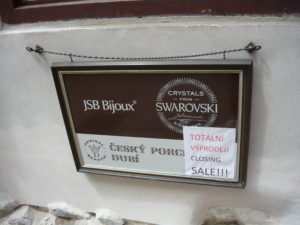 JSB Bijoux®
CRYSTALS
FROM
SWAROVSKI
ČESKÝ PORC
DUBÍ
TOTÁLNÍ
VÝPRODEJ
CLOSING
SALE!!!